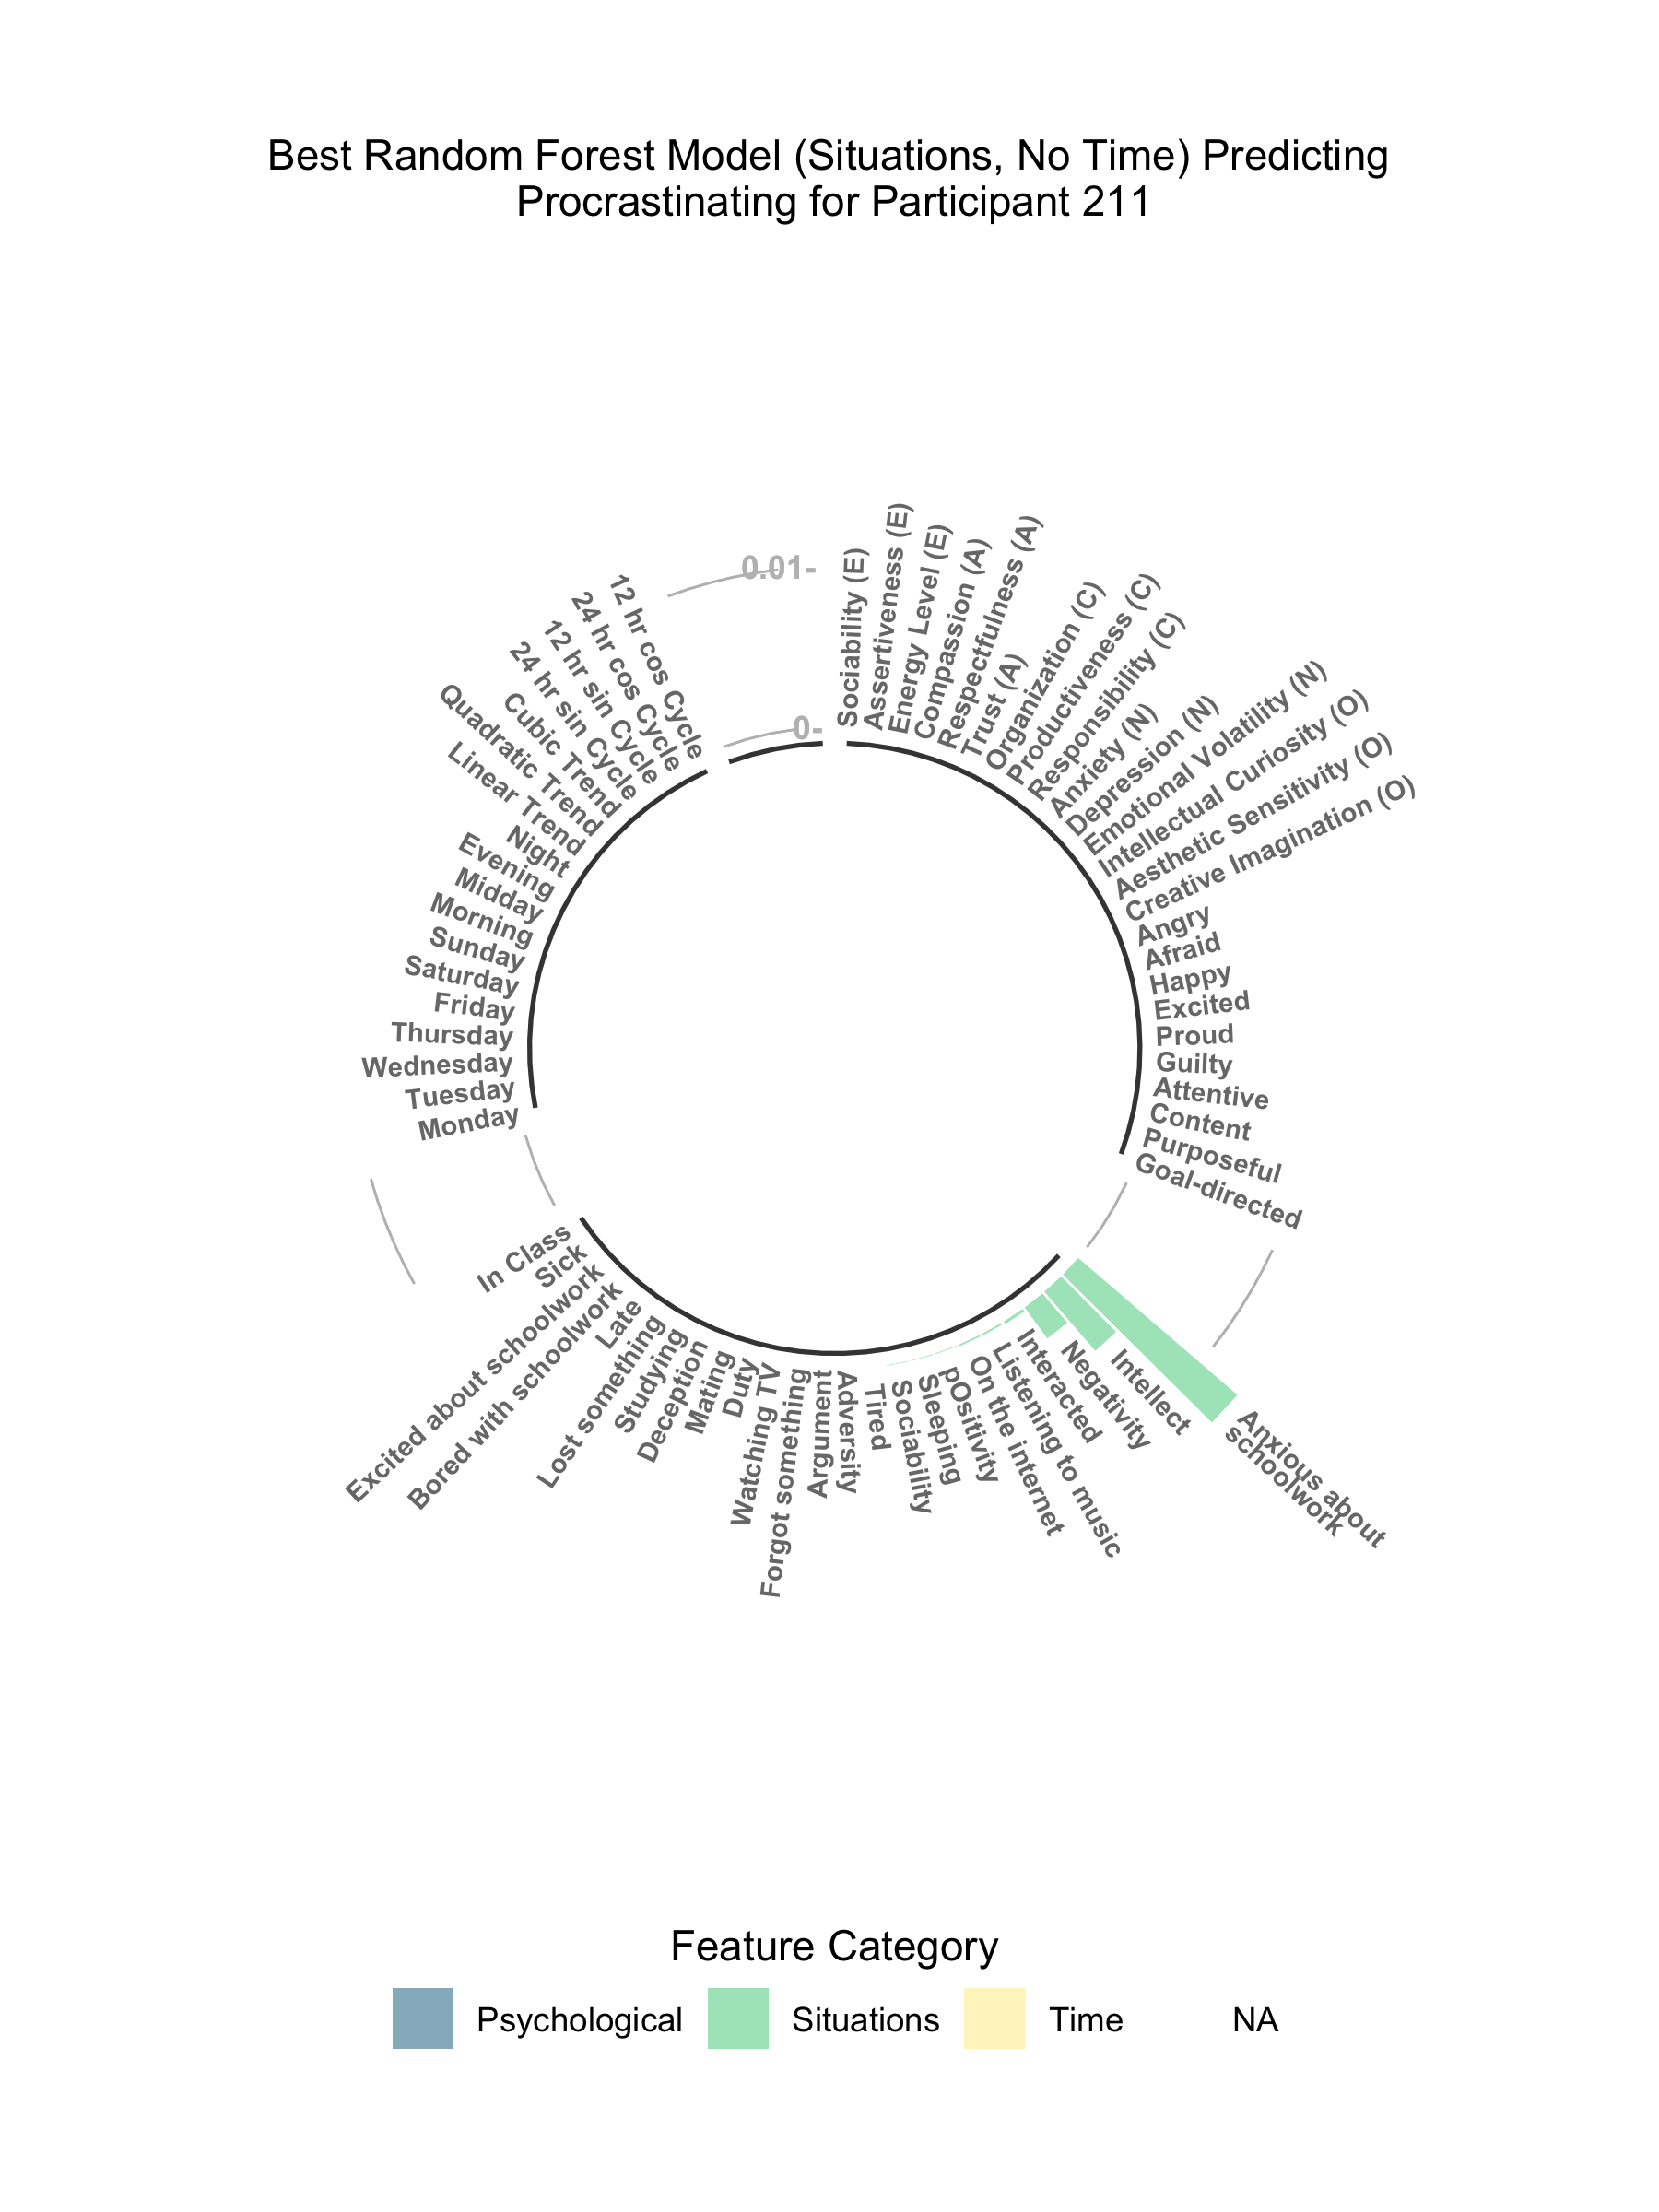 Best Random Forest Model (Situations, No Time) Predicting
Procrastinating for Participant 211
0.01-
0-
Sociability (E)
Assertiveness (E)
Energy Level (E)
Compassion (A)
Respectfulness (A)
Trust (A)
Organization (C)
Productiveness (C)
Responsibility (C)
Anxiety (N)
Depression (N)
Emotional Volatility (N)
Intellectual Curiosity (O)
Aesthetic Sensitivity (O)
Creative Imagination (O)
Angry
Afraid
Happy
Excited
Proud
Guilty
Attentive
Content
Purposeful
Goal-directed
Anxious about
schoolwork
Intellect
Negativity
Interacted
Listening to music
On the internet
pOsitivity
Sleeping
Sociability
Tired
Adversity
Argument
Forgot something
Watching TV
Duty
Mating
Deception
Studying
Lost something
Late
Bored with schoolwork
Excited about schoolwork
Sick
In Class
Monday
Tuesday
Wednesday
Thursday
Friday
Saturday
Sunday
Morning
Midday
Evening
Night
Linear Trend
Quadratic Trend
Cubic Trend
24 hr sin Cycle
12 hr sin Cycle
24 hr cos Cycle
12 hr cos Cycle
Feature Category
Psychological
Situations
Time
NA